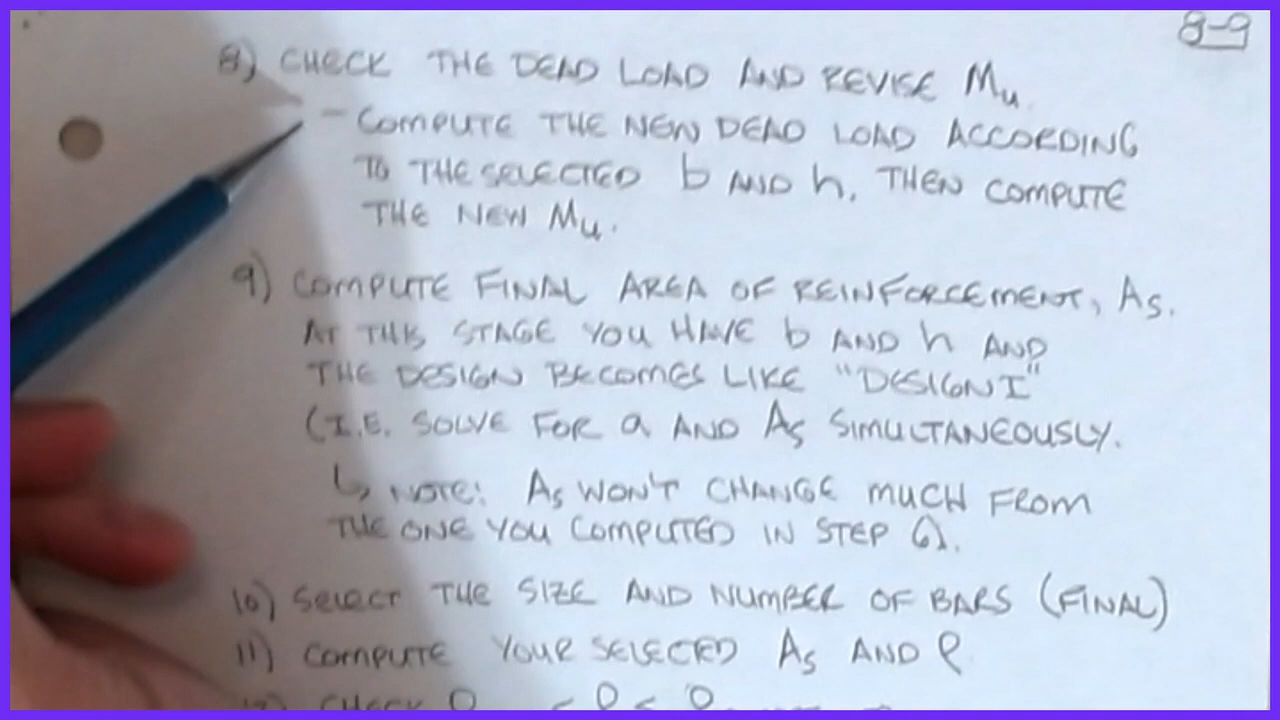 8-9
8) CHECK THE DEAD LOAD AND REVISE Mu.
- COMPUTE THE NEW DEAD LOAD ACCORDING
TO THE SELECTED b AND h. THEN COMPUTE
THE NEW Mu.
9) COMPUTE FINAL AREA OF REINFORCEMENT, As.
AT THIS STAGE YOU HAVE b AND h AND
THE DESIGN BECOMES LIKE "DESIGN I"
(I.E. SOLVE FOR a AND As SIMULTANEOUSLY.
↳ NOTE: As WON'T CHANGE MUCH FROM
THE ONE YOU COMPUTED IN STEP 6).
10) SELECT THE SIZE AND NUMBER OF BARS (FINAL)
11) COMPUTE YOUR SELECTED As AND ρ
12) CHECK